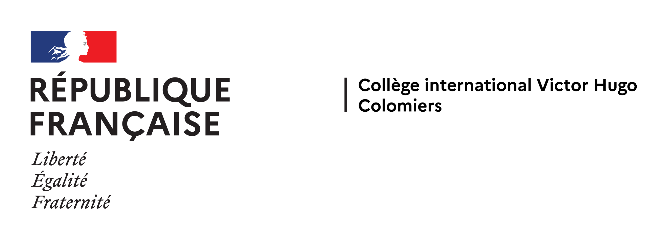 RÉPUBLIQUE
FRANÇAISE
Liberté
Égalité
Fraternité
Collège international Victor Hugo
Colomiers